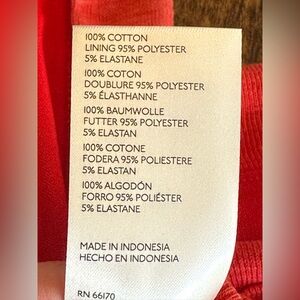 100% COTTON
LINING 95% POLYESTER
5% ELASTANE
100% COTON
DOUBLURE 95% POLYESTER
5% ÉLASTHANNE
100% BAUMWOLLE
FUTTER 95% POLYESTER
5% ELASTAN
100% COTONE
FODERA 95% POLIESTERE
5% ELASTAN
100% ALGODÓN
FORRO 95% POLIÉSTER
5% ELASTANE
MADE IN INDONESIA
HECHO EN INDONESIA
RN 66170